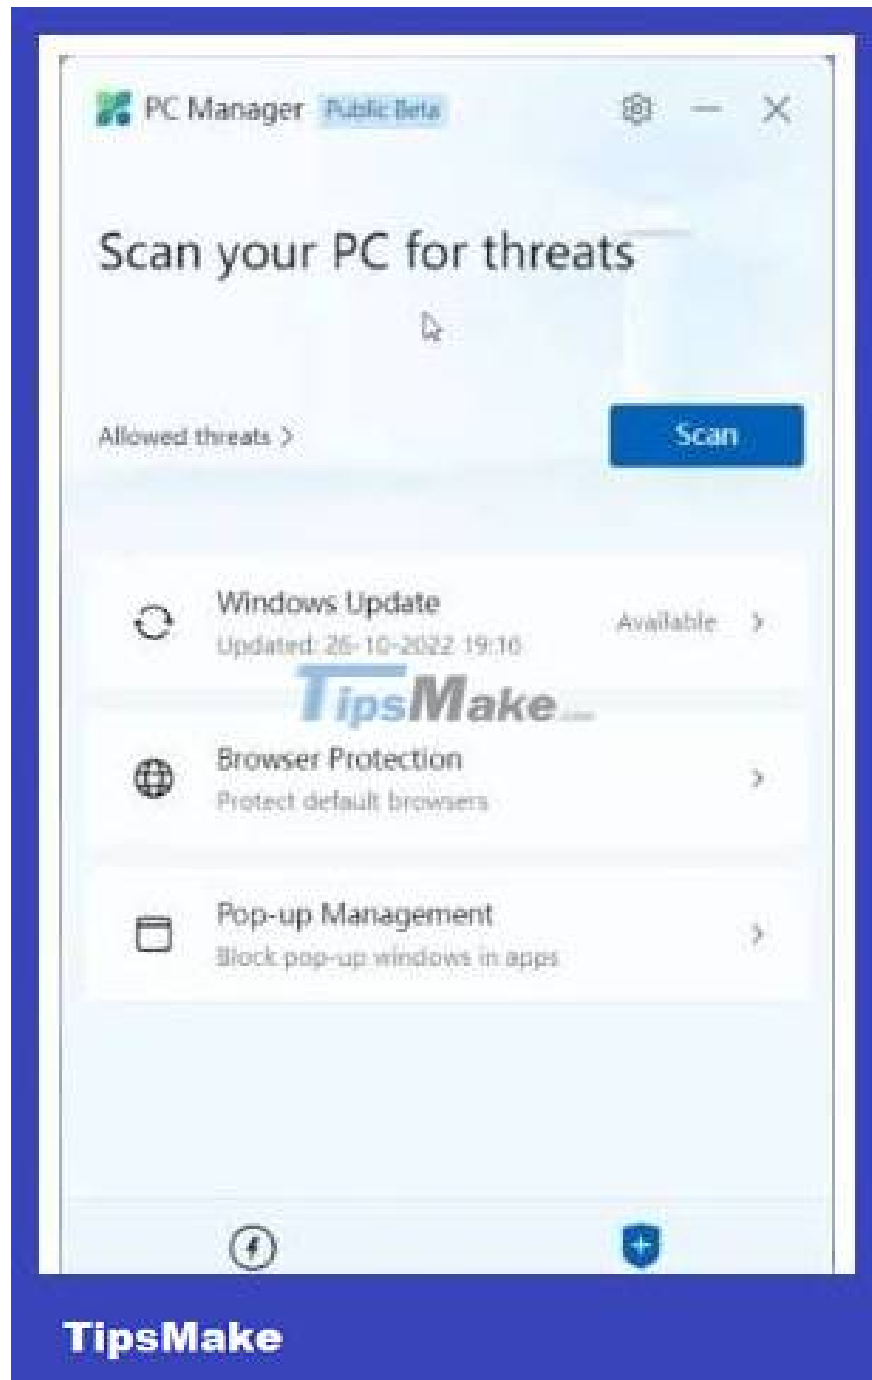 PC Manager Public Beta
Scan your PC for threats
Allowed threats >
Scan
Windows Update
Updated: 26-10-2022 19:10
Available >
TipsMake
Browser Protection
Protect default browsers
>
Pop-up Management
Block pop-up windows in apps
>
TipsMake